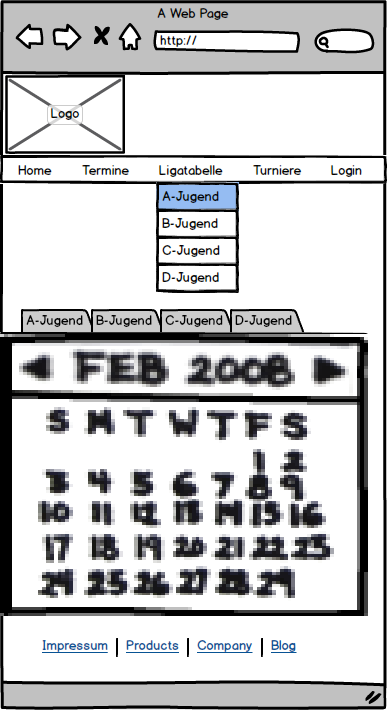 A Web Page
http://
Logo
Home Termine Ligatabelle Turniere Login
A-Jugend
B-Jugend
C-Jugend
D-Jugend
A-Jugend B-Jugend C-Jugend D-Jugend
FEB 2008
S M T W T F S
1 2
3 4 5 6 7 8 9
10 11 12 13 14 15 16
17 18 19 20 21 22 23
24 25 26 27 28 29
Impressum Products Company Blog